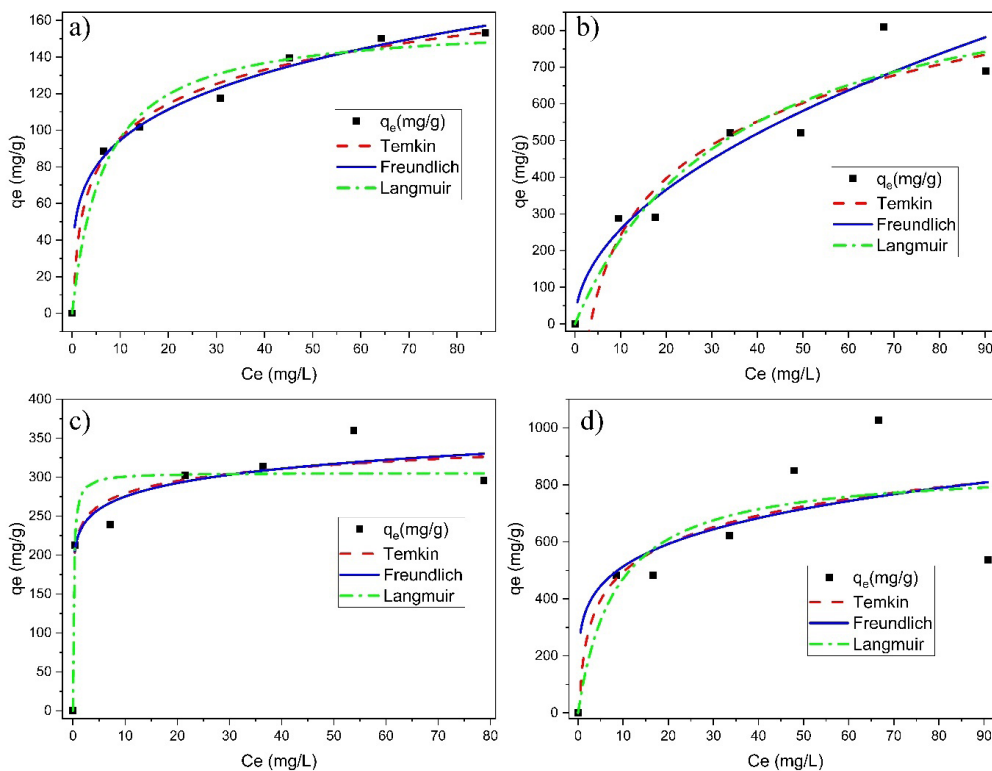 a)
160
140
120
100
80
60
40
20
0
qe (mg/g)
0 10 20 30 40 50 60 70 80
Ce (mg/L)
qe(mg/g)
Temkin
Freundlich
Langmuir
b)
800
700
600
500
400
300
200
100
0
qe (mg/g)
0 10 20 30 40 50 60 70 80 90
Ce (mg/L)
qe(mg/g)
Temkin
Freundlich
Langmuir
c)
400
350
300
250
200
150
100
50
0
qe (mg/g)
0 10 20 30 40 50 60 70 80
Ce (mg/L)
qe(mg/g)
Temkin
Freundlich
Langmuir
d)
1000
800
600
400
200
0
qe (mg/g)
0 10 20 30 40 50 60 70 80 90
Ce (mg/L)
qe(mg/g)
Temkin
Freundlich
Langmuir